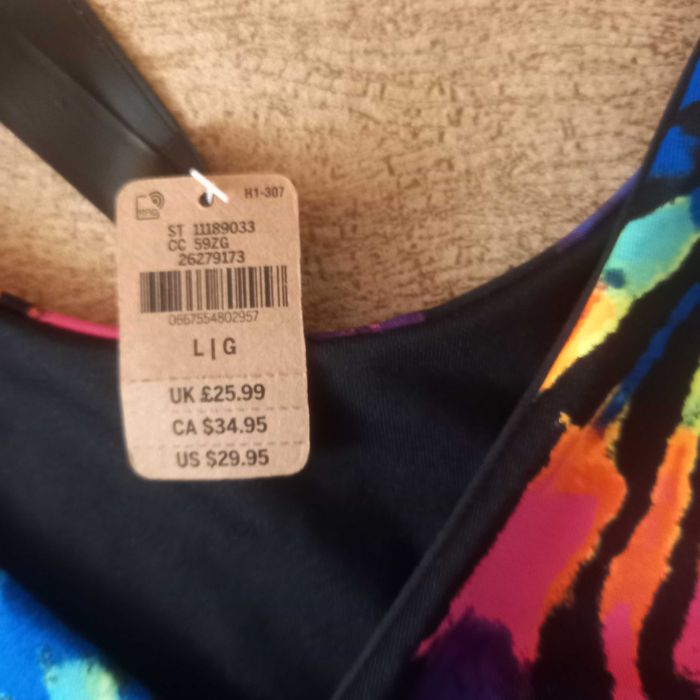 H1-307
ST 11189033
CC 59ZG
26279173
0667554802957
L|G
UK £25.99
CA $34.95
US $29.95